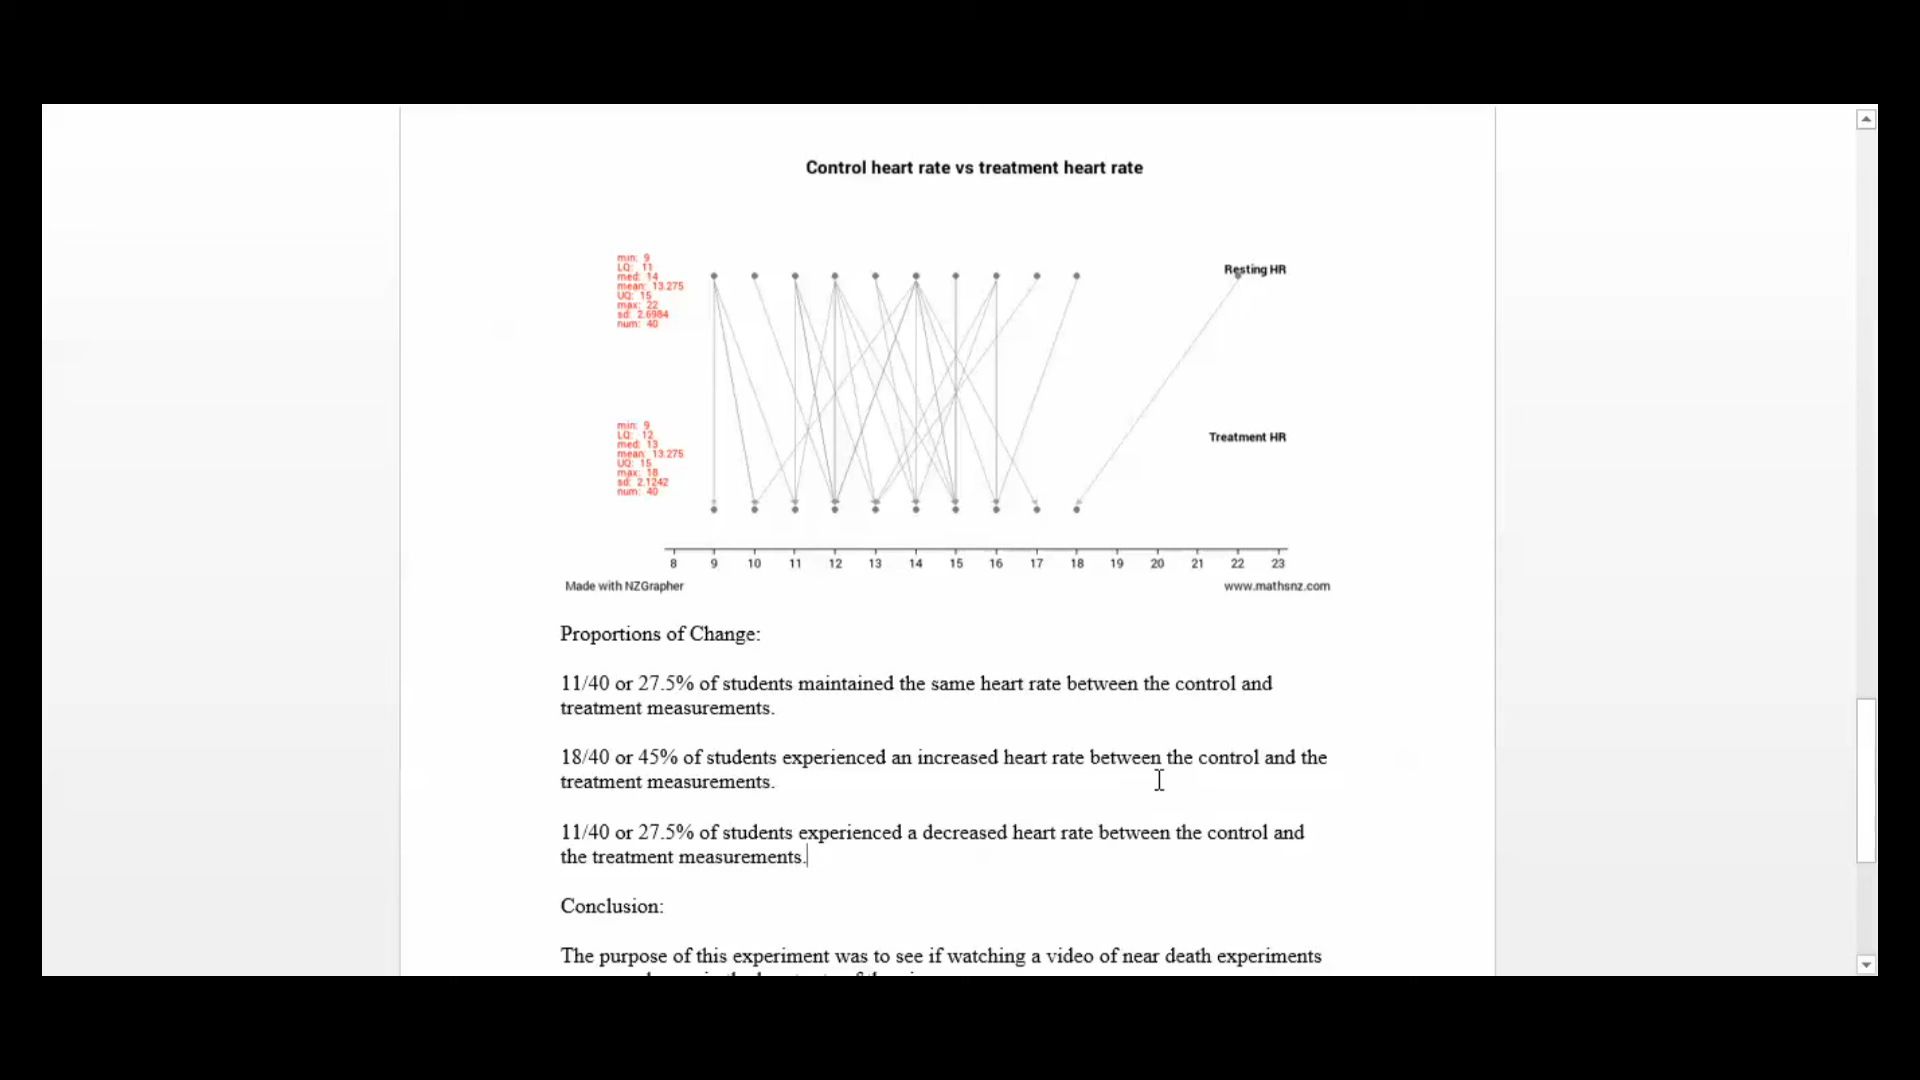 Control heart rate vs treatment heart rate
min: 9
LQ: 11
med: 14
mean: 13.275
UQ: 15
max: 22
sd: 2.6984
num: 40
Resting HR
min: 9
LQ: 12
med: 13
mean: 13.275
UQ: 15
max: 18
sd: 2.1242
num: 40
Treatment HR
8 9 10 11 12 13 14 15 16 17 18 19 20 21 22 23
Made with NZGrapher
www.mathsnz.com
Proportions of Change:
11/40 or 27.5% of students maintained the same heart rate between the control and
treatment measurements.
18/40 or 45% of students experienced an increased heart rate between the control and the
treatment measurements.
11/40 or 27.5% of students experienced a decreased heart rate between the control and
the treatment measurements.
Conclusion:
The purpose of this experiment was to see if watching a video of near death experiments